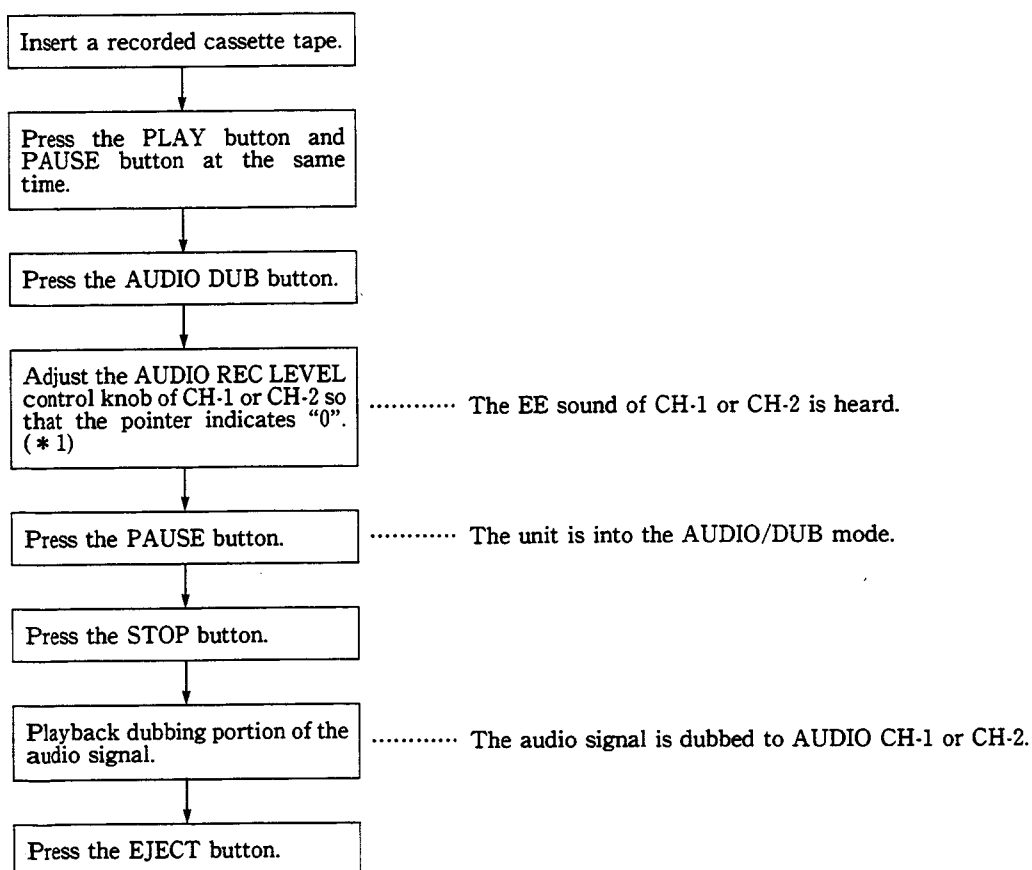 Insert a recorded cassette tape.
Press the PLAY button and
PAUSE button at the same
time.
Press the AUDIO DUB button.
Adjust the AUDIO REC LEVEL
control knob of CH-1 or CH-2 so
that the pointer indicates “0”.
(* 1)
············ The EE sound of CH-1 or CH-2 is heard.
Press the PAUSE button.
············ The unit is into the AUDIO/DUB mode.
Press the STOP button.
Playback dubbing portion of the
audio signal.
············ The audio signal is dubbed to AUDIO CH-1 or CH-2.
Press the EJECT button.